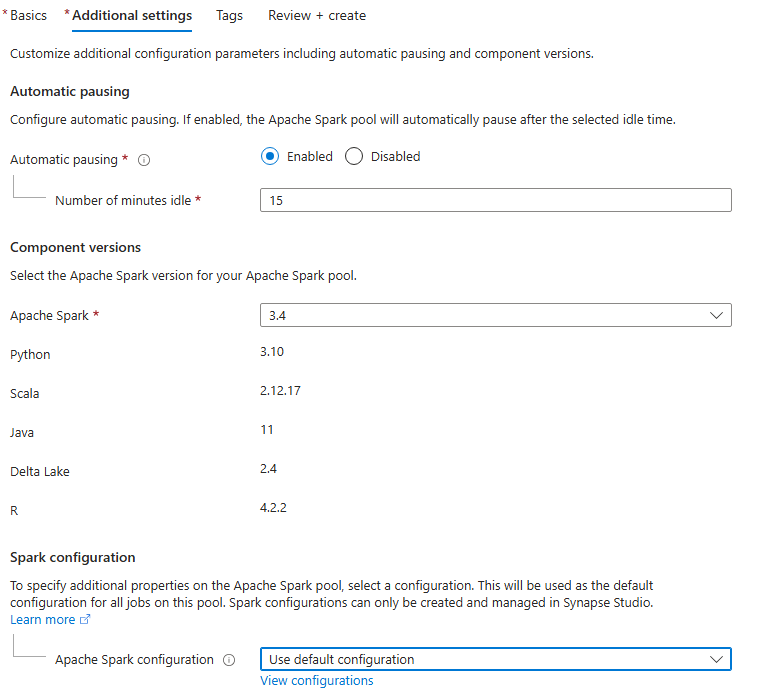 * Basics * Additional settings Tags Review + create
Customize additional configuration parameters including automatic pausing and component versions.
Automatic pausing
Configure automatic pausing. If enabled, the Apache Spark pool will automatically pause after the selected idle time.
Automatic pausing * Enabled Disabled
Number of minutes idle * 15
Component versions
Select the Apache Spark version for your Apache Spark pool.
Apache Spark * 3.4
Python 3.10
Scala 2.12.17
Java 11
Delta Lake 2.4
R 4.2.2
Spark configuration
To specify additional properties on the Apache Spark pool, select a configuration. This will be used as the default
configuration for all jobs on this pool. Spark configurations can only be created and managed in Synapse Studio.
Learn more
Apache Spark configuration Use default configuration
View configurations